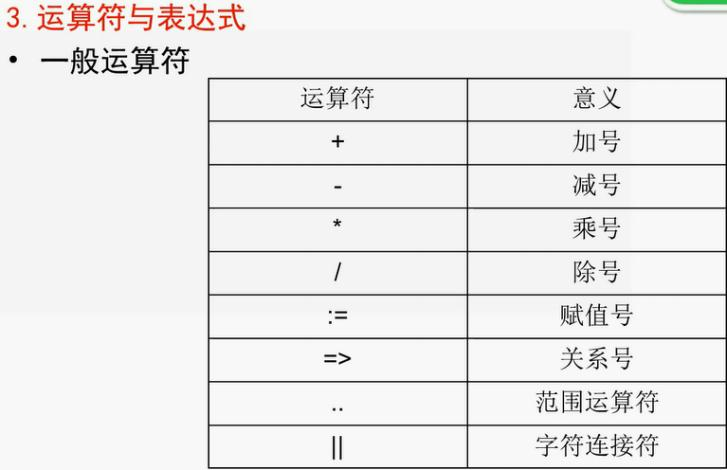 3. 运算符与表达式
• 一般运算符
运算符 意义
+ 加号
- 减号
* 乘号
/ 除号
:= 赋值号
=> 关系号
.. 范围运算符
|| 字符连接符